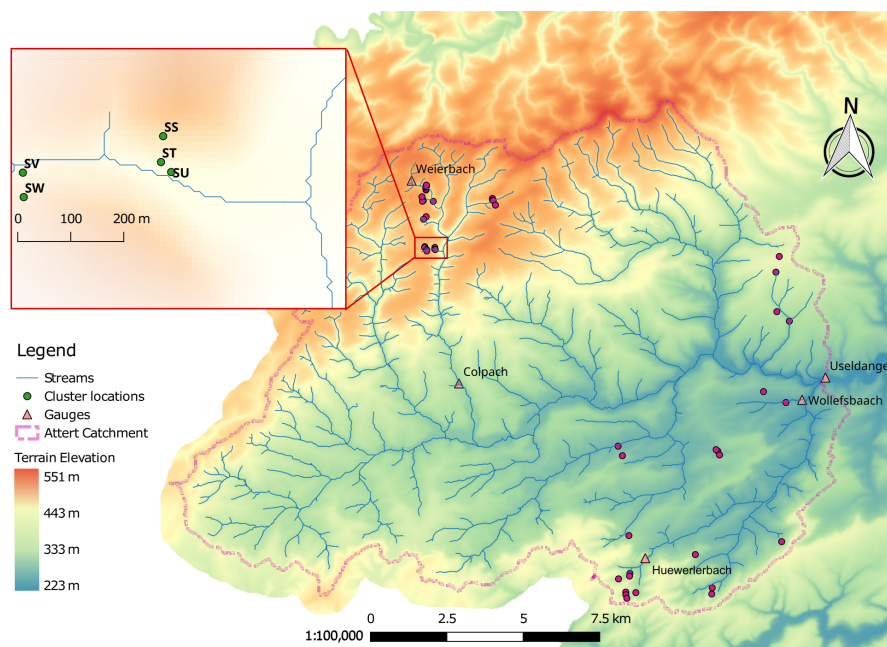 SS
ST
SU
SV
SW
0 100 200 m
N
Weierbach
Colpach
Useldange
Wollefsbaach
Huewerlerbach
Legend
Streams
Cluster locations
Gauges
Attert Catchment
Terrain Elevation
551 m
443 m
333 m
223 m
0 2.5 5 7.5 km
1:100,000